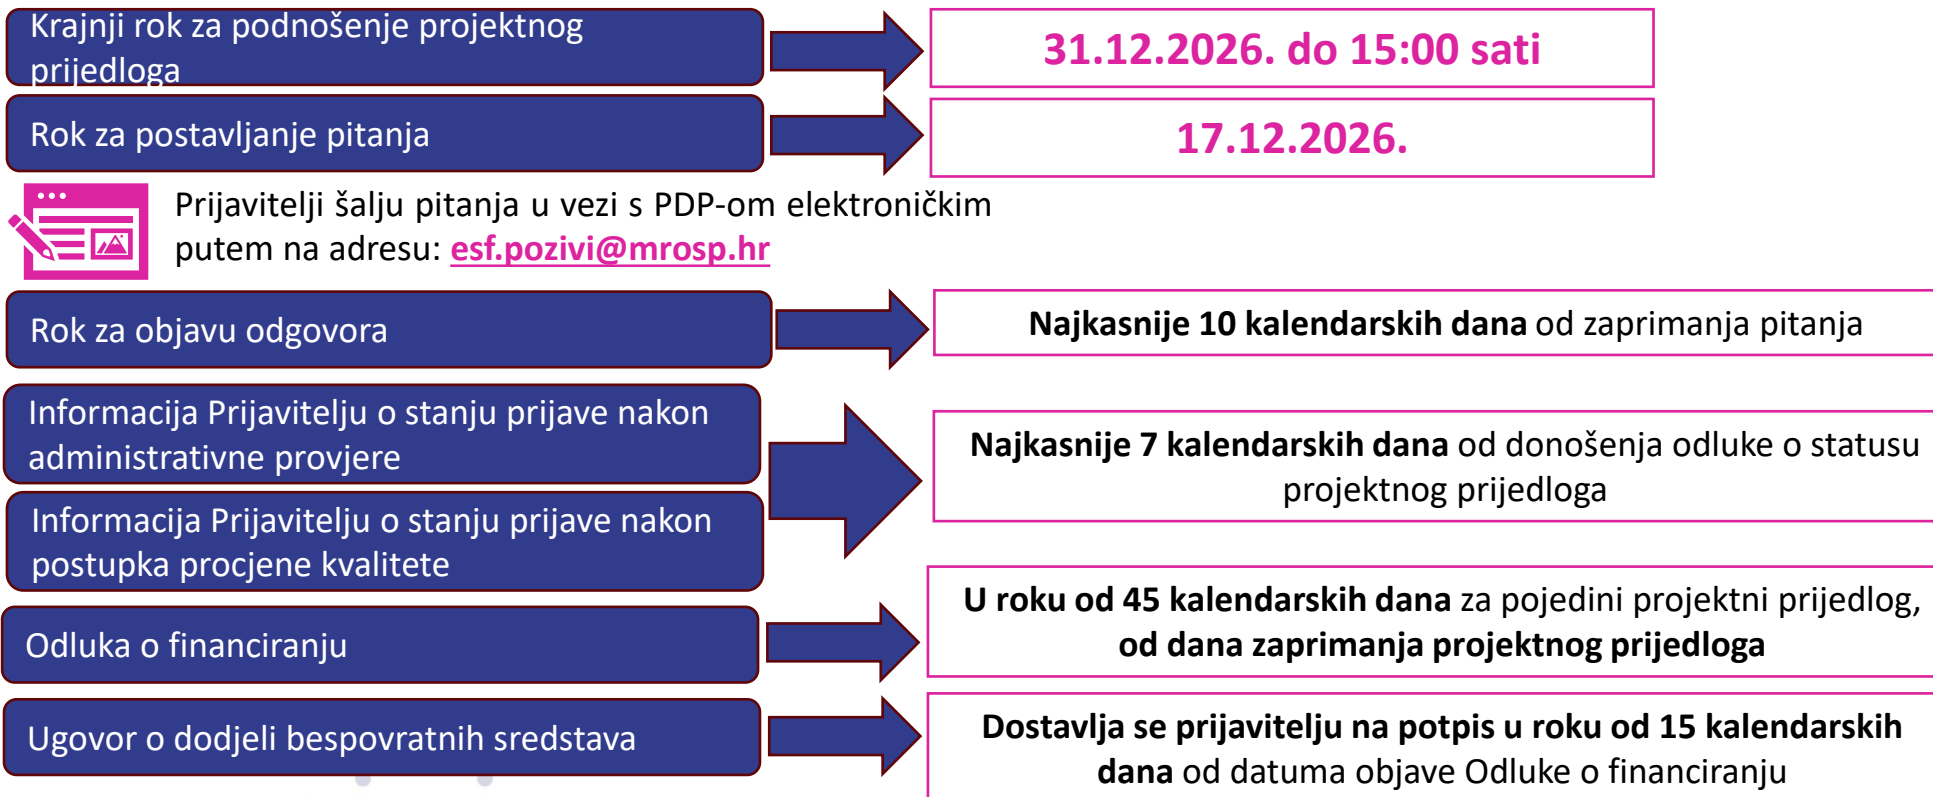 Krajnji rok za podnošenje projektnog
prijedloga
31.12.2026. do 15:00 sati
Rok za postavljanje pitanja
17.12.2026.
Prijavitelji šalju pitanja u vezi s PDP-om elektroničkim
putem na adresu: esf.pozivi@mrosp.hr
Rok za objavu odgovora
Najkasnije 10 kalendarskih dana od zaprimanja pitanja
Informacija Prijavitelju o stanju prijave nakon
administrativne provjere
Informacija Prijavitelju o stanju prijave nakon
postupka procjene kvalitete
Najkasnije 7 kalendarskih dana od donošenja odluke o statusu
projektnog prijedloga
Odluka o financiranju
U roku od 45 kalendarskih dana za pojedini projektni prijedlog,
od dana zaprimanja projektnog prijedloga
Ugovor o dodjeli bespovratnih sredstava
Dostavlja se prijavitelju na potpis u roku od 15 kalendarskih
dana od datuma objave Odluke o financiranju